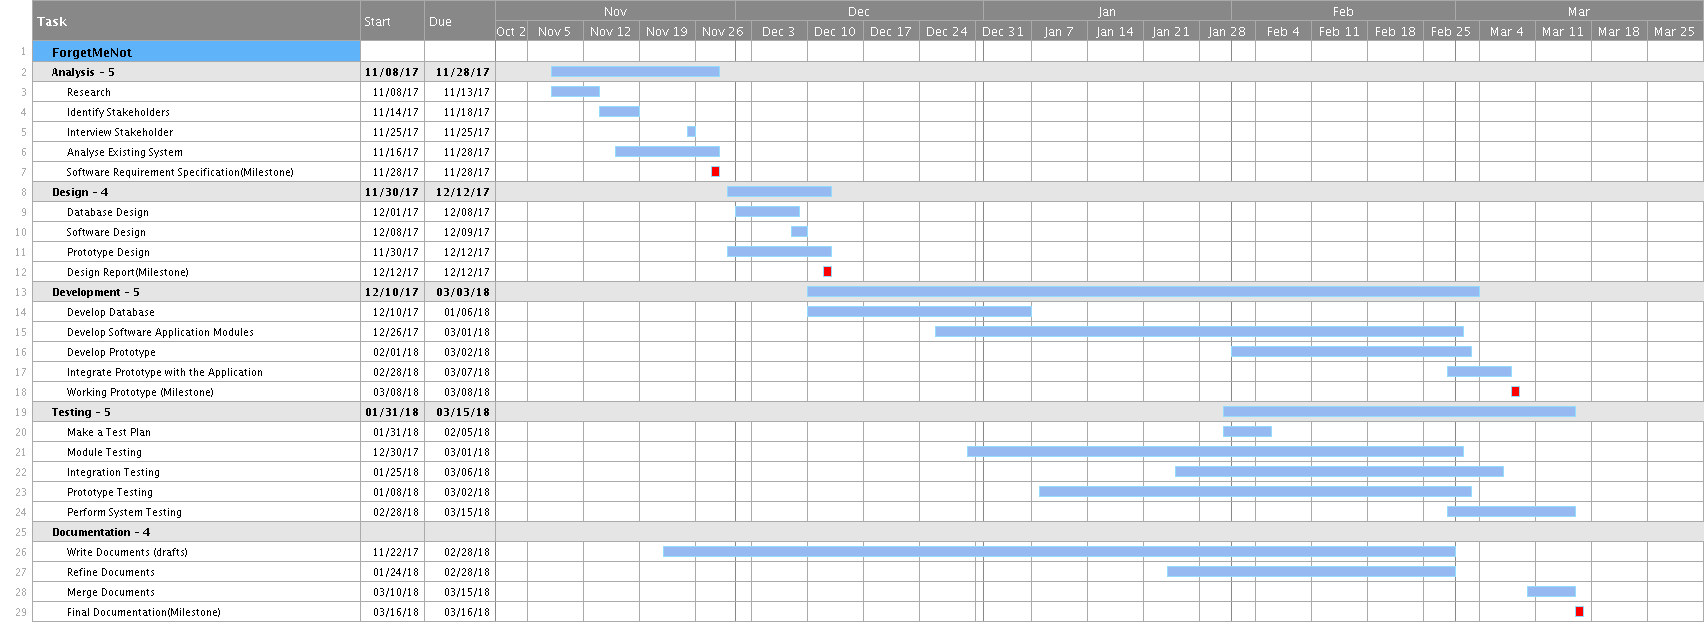 Task Start Due Nov Dec Jan Feb Mar
Oct 2 Nov 5 Nov 12 Nov 19 Nov 26 Dec 3 Dec 10 Dec 17 Dec 24 Dec 31 Jan 7 Jan 14 Jan 21 Jan 28 Feb 4 Feb 11 Feb 18 Feb 25 Mar 4 Mar 11 Mar 18 Mar 25
1 ForgetMeNot
2 Analysis - 5 11/08/17 11/28/17
3 Research 11/08/17 11/13/17
4 Identify Stakeholders 11/14/17 11/18/17
5 Interview Stakeholder 11/25/17 11/25/17
6 Analyse Existing System 11/16/17 11/28/17
7 Software Requirement Specification(Milestone) 11/28/17 11/28/17
8 Design - 4 11/30/17 12/12/17
9 Database Design 12/01/17 12/08/17
10 Software Design 12/08/17 12/09/17
11 Prototype Design 11/30/17 12/12/17
12 Design Report(Milestone) 12/12/17 12/12/17
13 Development - 5 12/10/17 03/03/18
14 Develop Database 12/10/17 01/06/18
15 Develop Software Application Modules 12/26/17 03/01/18
16 Develop Prototype 02/01/18 03/02/18
17 Integrate Prototype with the Application 02/28/18 03/07/18
18 Working Prototype (Milestone) 03/08/18 03/08/18
19 Testing - 5 01/31/18 03/15/18
20 Make a Test Plan 01/31/18 02/05/18
21 Module Testing 12/30/17 03/01/18
22 Integration Testing 01/25/18 03/06/18
23 Prototype Testing 01/08/18 03/02/18
24 Perform System Testing 02/28/18 03/15/18
25 Documentation - 4
26 Write Documents (drafts) 11/22/17 02/28/18
27 Refine Documents 01/24/18 02/28/18
28 Merge Documents 03/10/18 03/15/18
29 Final Documentation(Milestone) 03/16/18 03/16/18